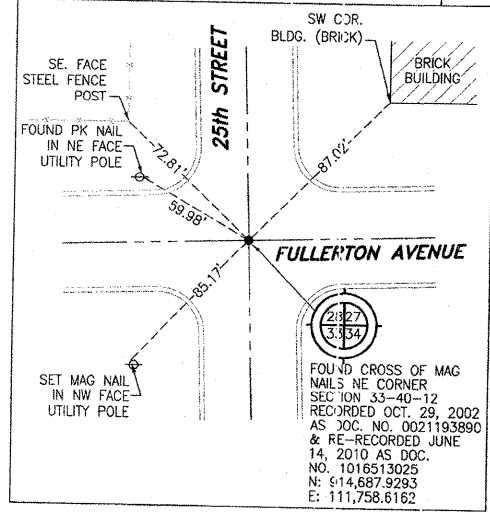 SW COR.
BLDG. (BRICK)
BRICK
BUILDING
25th STREET
SE. FACE
STEEL FENCE
POST
FOUND PK NAIL
IN NE FACE
UTILITY POLE
72.81'
87.02'
59.98'
85.17'
FULLERTON AVENUE
28 27
33 34
SET MAG NAIL
IN NW FACE
UTILITY POLE
FOUND CROSS OF MAG
NAILS NE CORNER
SECTION 33-40-12
RECORDED OCT. 29, 2002
AS DOC. NO. 0021193890
& RE-RECORDED JUNE
14, 2010 AS DOC.
NO. 1016513025
N: 914,687.9293
E: 111,758.6162